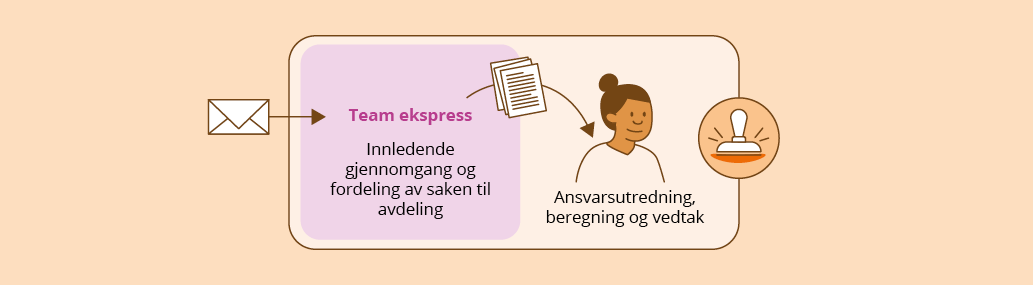 Team ekspress
Innledende
gjennomgang og
fordeling av saken til
avdeling
Ansvarsutredning,
beregning og vedtak